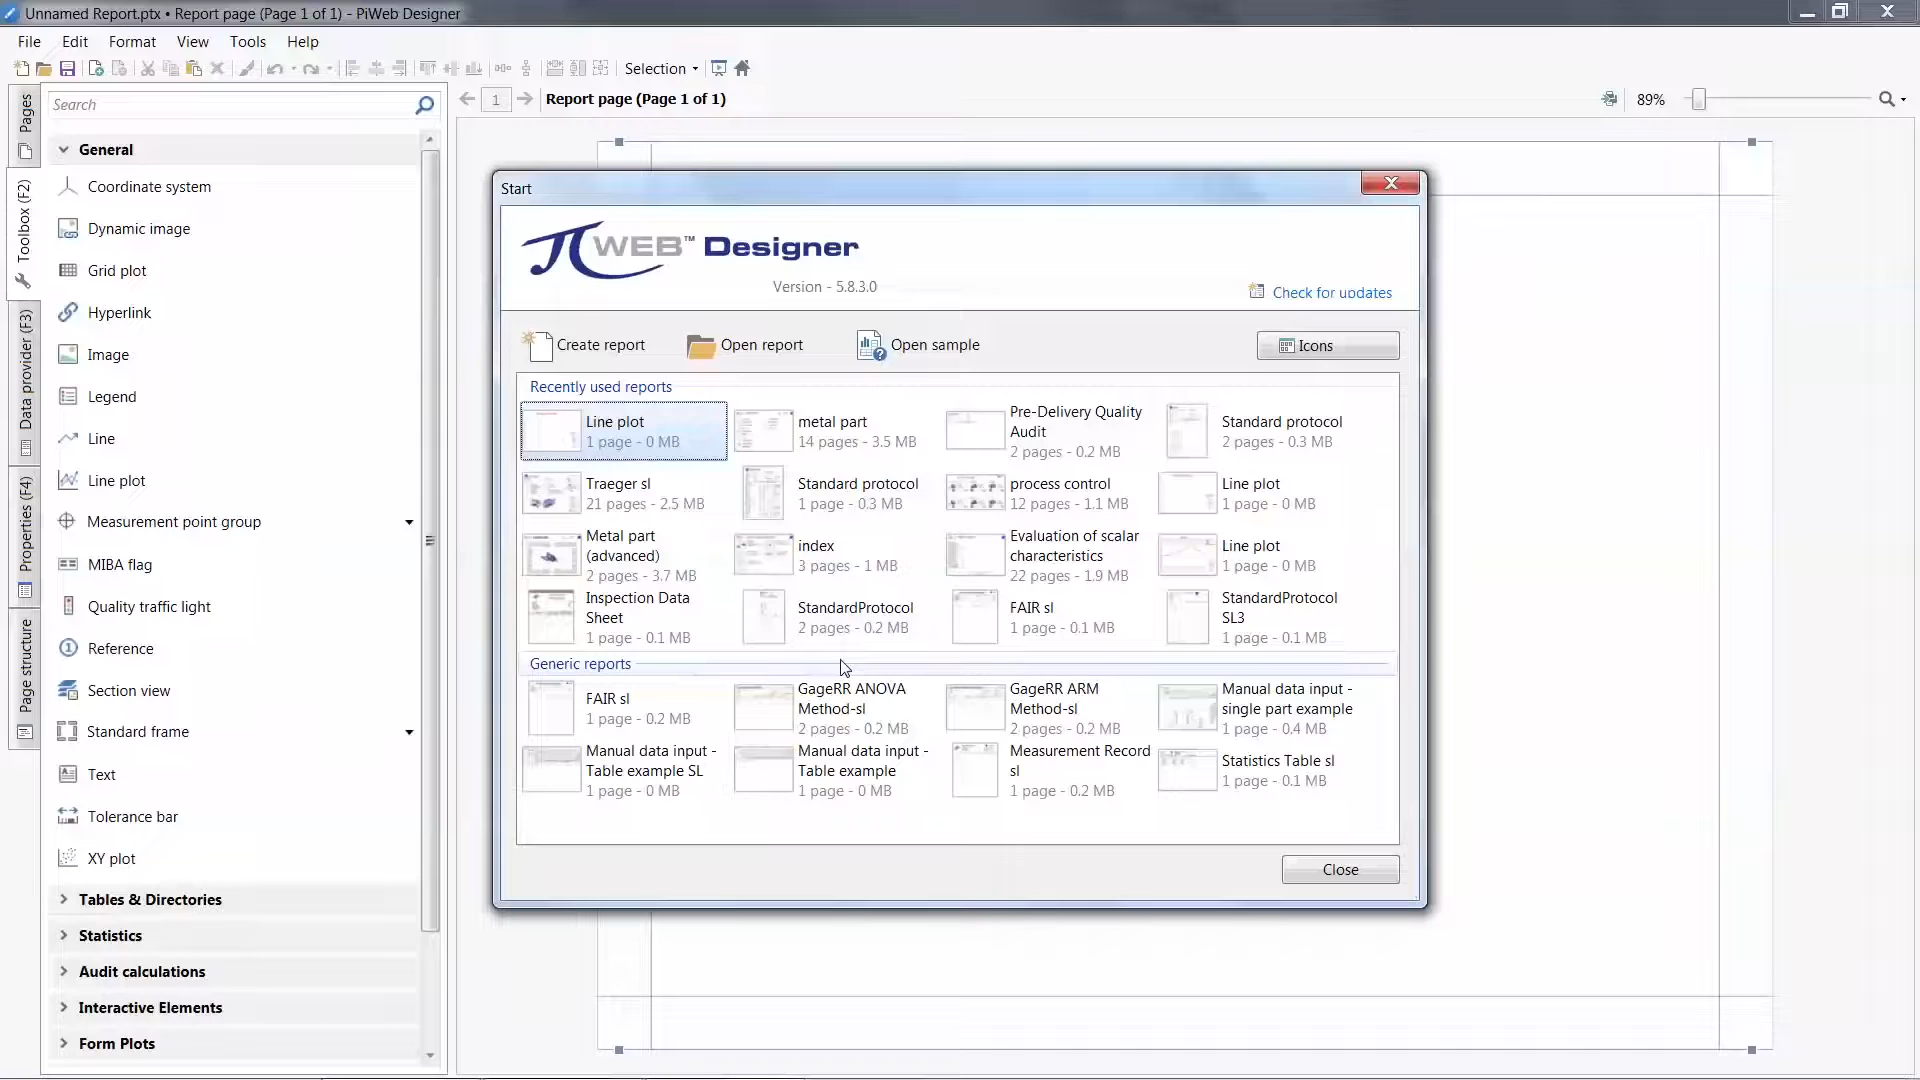 Unnamed Report.ptx • Report page (Page 1 of 1) - PiWeb Designer
File Edit Format View Tools Help
Selection
Pages
Toolbox (F2)
Data provider (F3)
Properties (F4)
Page structure
Search
General
Coordinate system
Dynamic image
Grid plot
Hyperlink
Image
Legend
Line
Line plot
Measurement point group
MIBA flag
Quality traffic light
Reference
Section view
Standard frame
Text
Tolerance bar
XY plot
Tables & Directories
Statistics
Audit calculations
Interactive Elements
Form Plots
1
Report page (Page 1 of 1)
89%
Start
WEB™ Designer
Version - 5.8.3.0
Check for updates
Create report
Open report
Open sample
Icons
Recently used reports
Line plot
1 page - 0 MB
metal part
14 pages - 3.5 MB
Pre-Delivery Quality
Audit
2 pages - 0.2 MB
Standard protocol
2 pages - 0.3 MB
Traeger sl
21 pages - 2.5 MB
Standard protocol
1 page - 0.3 MB
process control
12 pages - 1.1 MB
Line plot
1 page - 0 MB
Metal part
(advanced)
2 pages - 3.7 MB
index
3 pages - 1 MB
Evaluation of scalar
characteristics
22 pages - 1.9 MB
Line plot
1 page - 0 MB
Inspection Data
Sheet
1 page - 0.1 MB
StandardProtocol
2 pages - 0.2 MB
FAIR sl
1 page - 0.1 MB
StandardProtocol
SL3
1 page - 0.1 MB
Generic reports
FAIR sl
1 page - 0.2 MB
GageRR ANOVA
Method-sl
2 pages - 0.2 MB
GageRR ARM
Method-sl
2 pages - 0.2 MB
Manual data input -
single part example
1 page - 0.4 MB
Manual data input -
Table example SL
1 page - 0 MB
Manual data input -
Table example
1 page - 0 MB
Measurement Record
sl
1 page - 0.2 MB
Statistics Table sl
1 page - 0.1 MB
Close